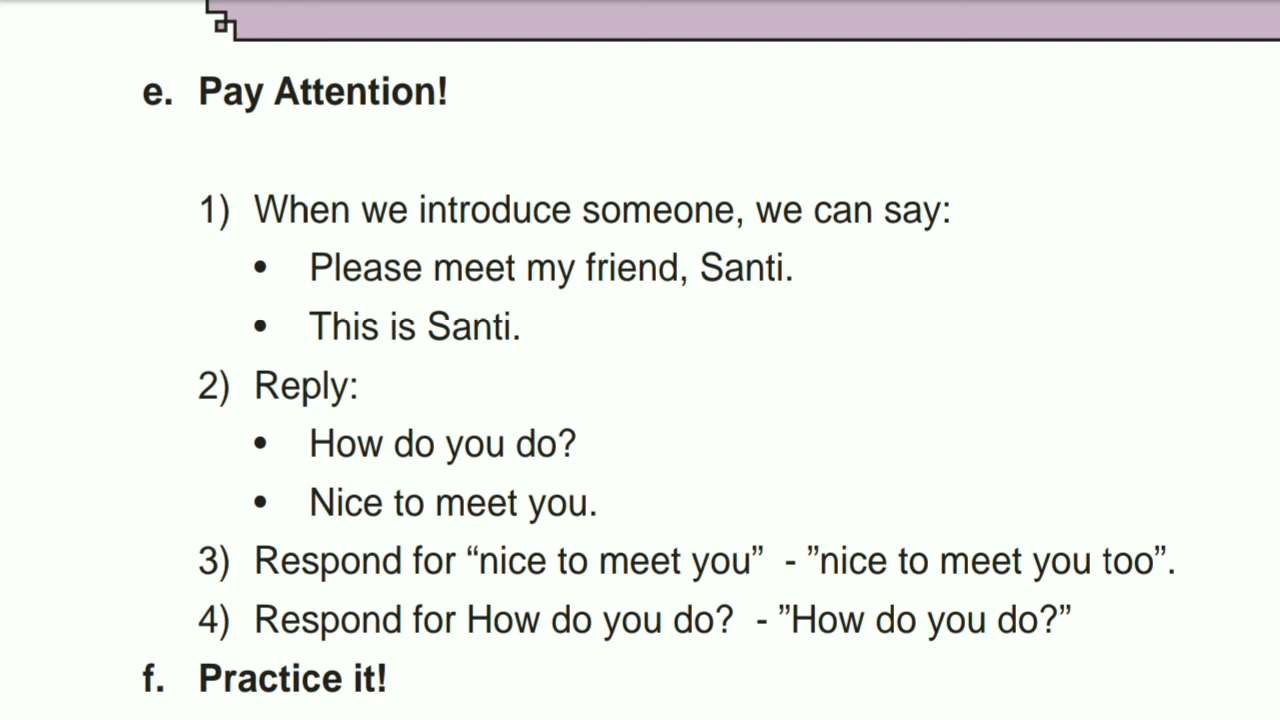 e. Pay Attention!
1) When we introduce someone, we can say:
• Please meet my friend, Santi.
• This is Santi.
2) Reply:
• How do you do?
• Nice to meet you.
3) Respond for “nice to meet you” - ”nice to meet you too”.
4) Respond for How do you do? - ”How do you do?”
f. Practice it!